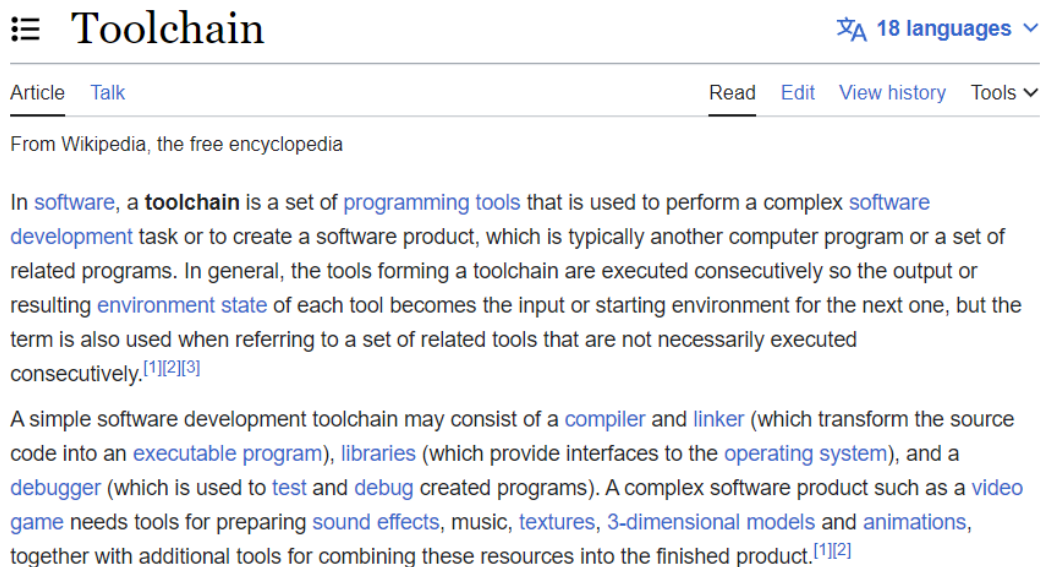 Toolchain
18 languages
Article Talk Read Edit View history Tools
From Wikipedia, the free encyclopedia
In software, a toolchain is a set of programming tools that is used to perform a complex software
development task or to create a software product, which is typically another computer program or a set of
related programs. In general, the tools forming a toolchain are executed consecutively so the output or
resulting environment state of each tool becomes the input or starting environment for the next one, but the
term is also used when referring to a set of related tools that are not necessarily executed
consecutively.[1][2][3]
A simple software development toolchain may consist of a compiler and linker (which transform the source
code into an executable program), libraries (which provide interfaces to the operating system), and a
debugger (which is used to test and debug created programs). A complex software product such as a video
game needs tools for preparing sound effects, music, textures, 3-dimensional models and animations,
together with additional tools for combining these resources into the finished product.[1][2]